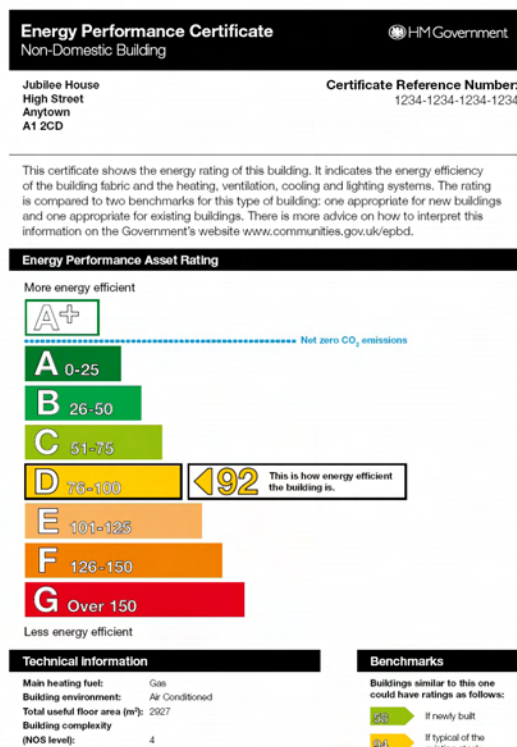 Energy Performance Certificate
Non-Domestic Building
HM Government
Jubilee House
High Street
Anytown
A1 2CD
Certificate Reference Number:
1234-1234-1234-1234
This certificate shows the energy rating of this building. It indicates the energy efficiency
of the building fabric and the heating, ventilation, cooling and lighting systems. The rating
is compared to two benchmarks for this type of building: one appropriate for new buildings
and one appropriate for existing buildings. There is more advice on how to interpret this
information on the Government's website www.communities.gov.uk/epbd.
Energy Performance Asset Rating
More energy efficient
A+
Net zero CO₂ emissions
A 0-25
B 26-50
C 51-75
D 76-100
92 This is how energy efficient
the building is.
E 101-125
F 126-150
G Over 150
Less energy efficient
Technical information
Main heating fuel: Gas
Building environment: Air Conditioned
Total useful floor area (m²): 2927
Building complexity
(NOS level): 4
Benchmarks
Buildings similar to this one
could have ratings as follows:
If newly built
If typical of the